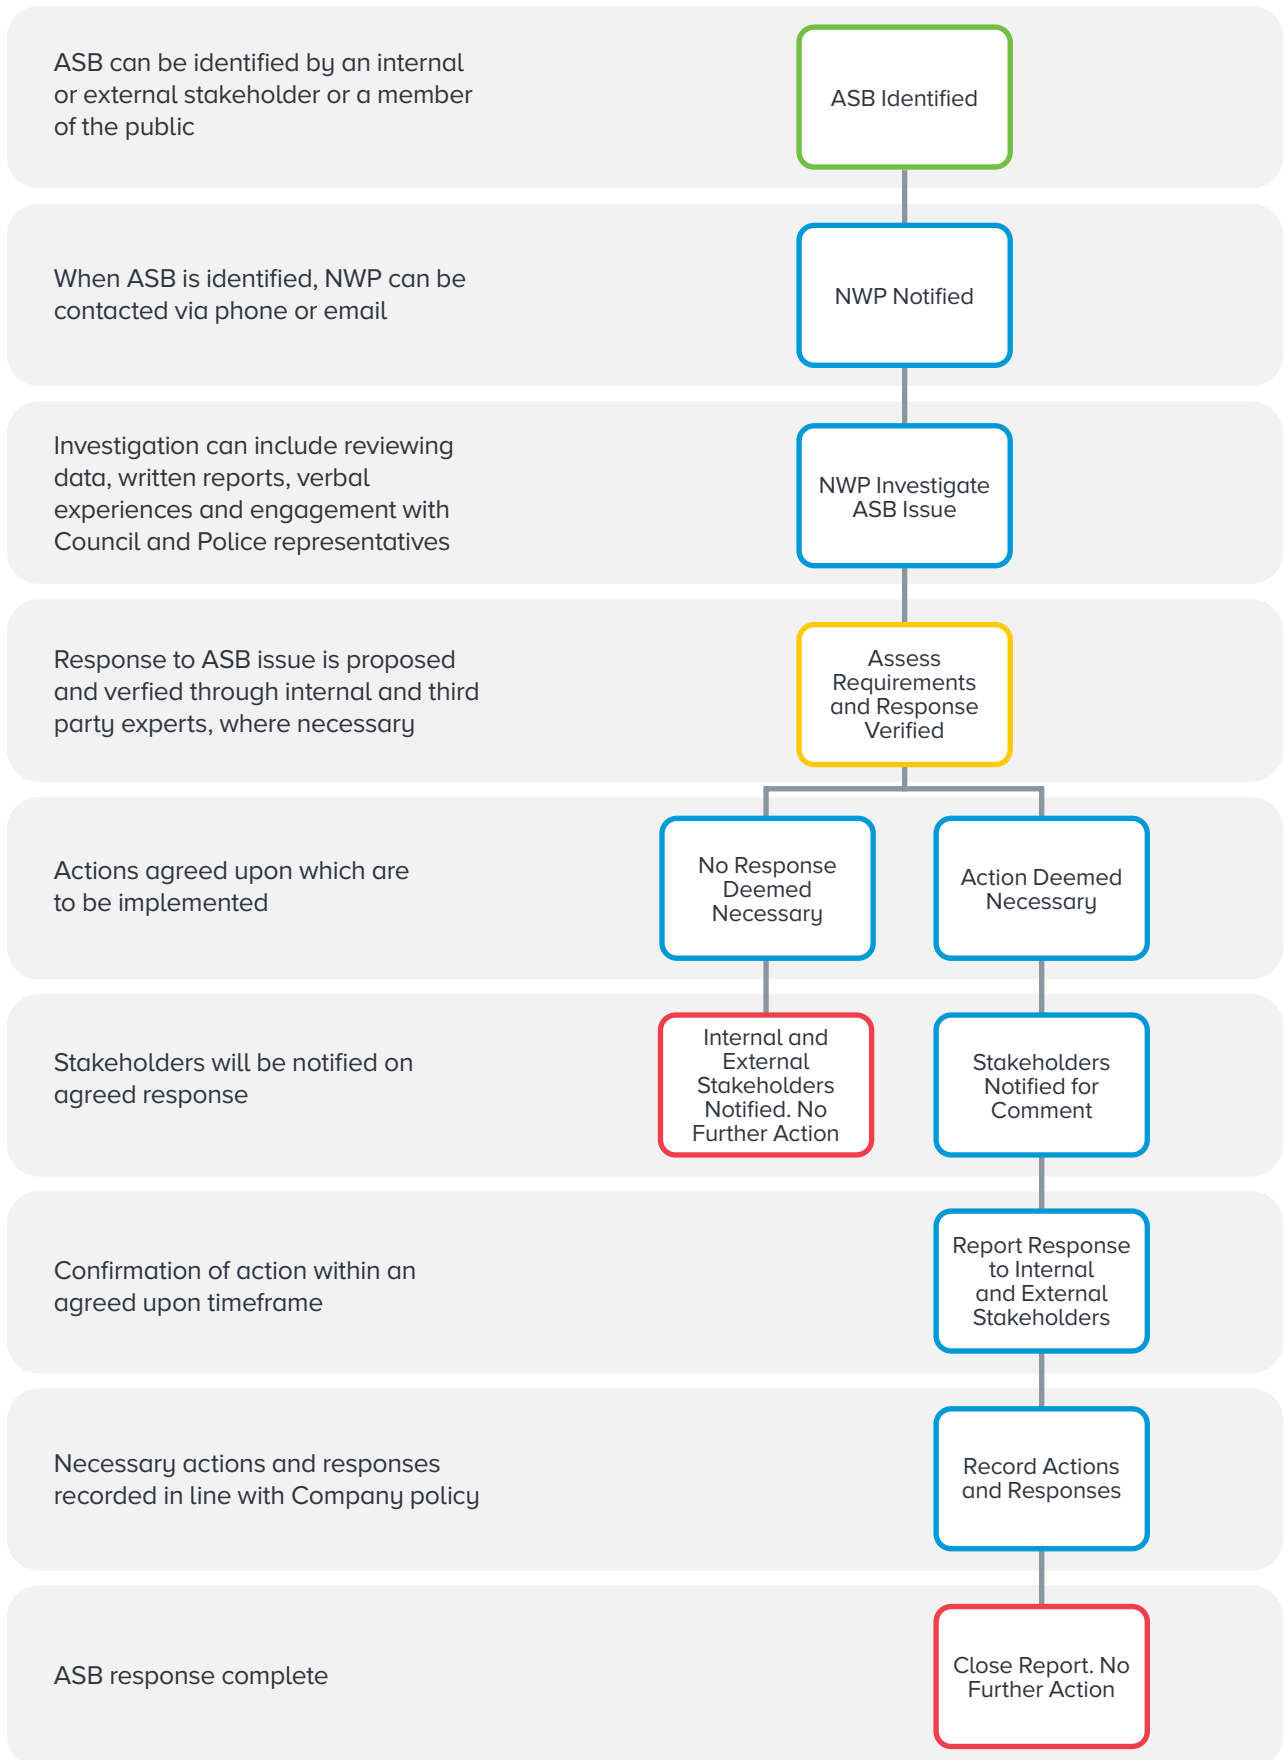 ASB can be identified by an internal
or external stakeholder or a member
of the public
ASB Identified
When ASB is identified, NWP can be
contacted via phone or email
NWP Notified
Investigation can include reviewing
data, written reports, verbal
experiences and engagement with
Council and Police representatives
NWP Investigate
ASB Issue
Response to ASB issue is proposed
and verfied through internal and third
party experts, where necessary
Assess
Requirements
and Response
Verified
Actions agreed upon which are
to be implemented
No Response
Deemed
Necessary
Action Deemed
Necessary
Stakeholders will be notified on
agreed response
Internal and
External
Stakeholders
Notified. No
Further Action
Stakeholders
Notified for
Comment
Confirmation of action within an
agreed upon timeframe
Report Response
to Internal
and External
Stakeholders
Necessary actions and responses
recorded in line with Company policy
Record Actions
and Responses
ASB response complete
Close Report. No
Further Action